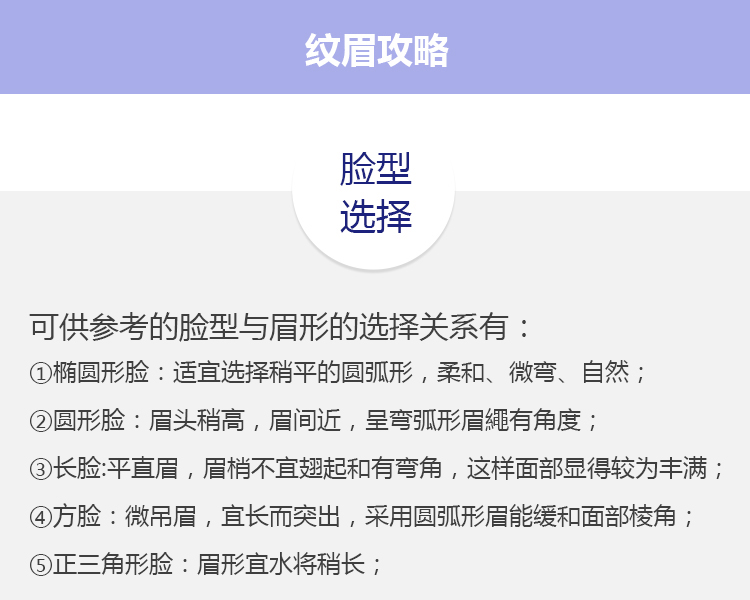 纹眉攻略
脸型
选择
可供参考的脸型与眉形的选择关系有：
①椭圆形脸：适宜选择稍平的圆弧形，柔和、微弯、自然；
②圆形脸：眉头稍高，眉间近，呈弯弧形眉繩有角度；
③长脸:平直眉，眉梢不宜翅起和有弯角，这样面部显得较为丰满；
④方脸：微吊眉，宜长而突出，采用圆弧形眉能缓和面部棱角；
⑤正三角形脸：眉形宜水将稍长；